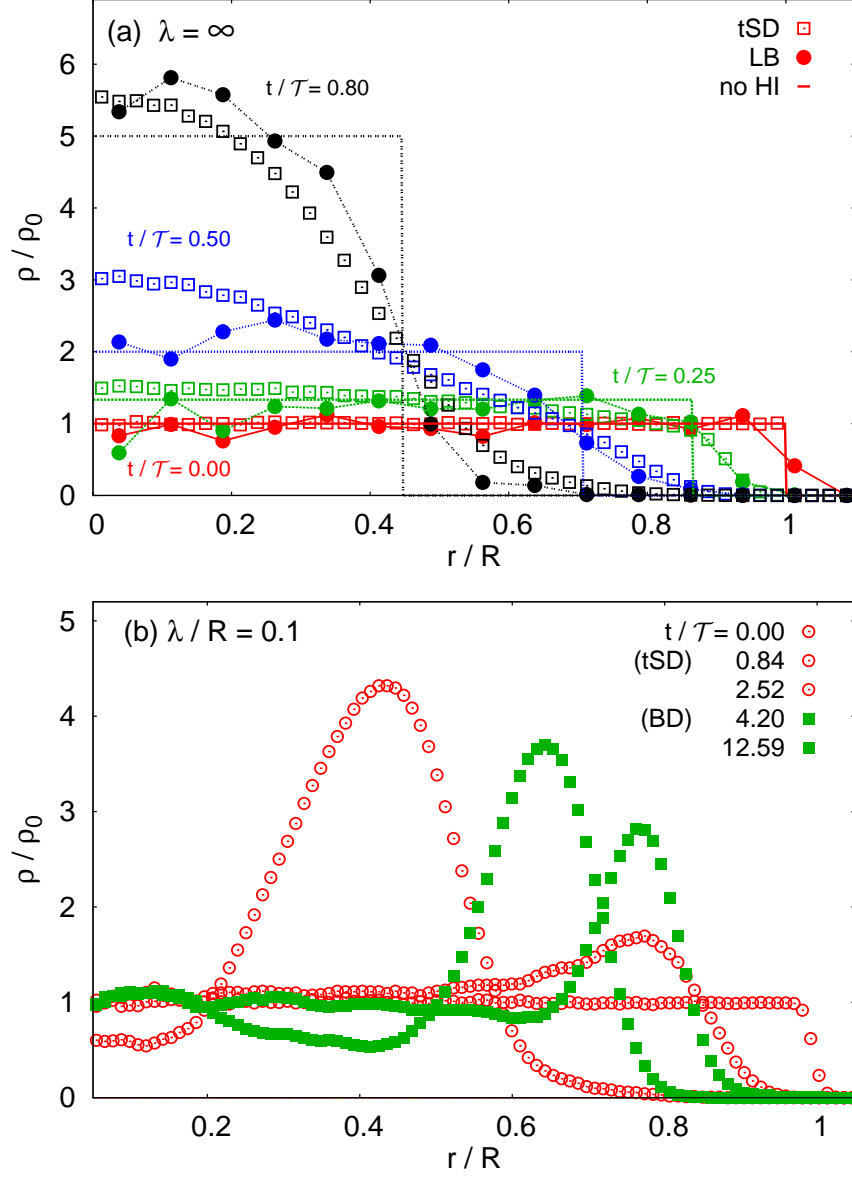 (a) λ = ∞
tSD
LB
no HI
t / 𝒯 = 0.80
t / 𝒯 = 0.50
t / 𝒯 = 0.25
t / 𝒯 = 0.00
ρ / ρ0
6
5
4
3
2
1
0
0 0.2 0.4 0.6 0.8 1
r / R
(b) λ / R = 0.1
t / 𝒯 = 0.00
(tSD) 0.84
2.52
(BD) 4.20
12.59
ρ / ρ0
5
4
3
2
1
0
0.2 0.4 0.6 0.8 1
r / R